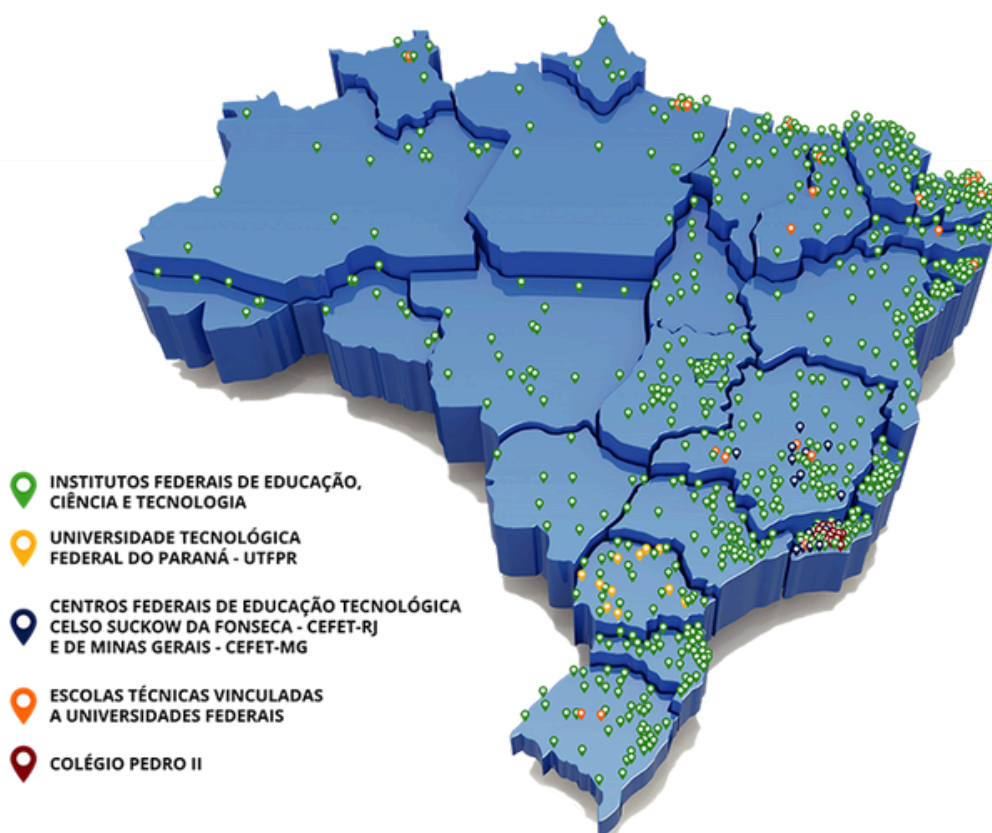 INSTITUTOS FEDERAIS DE EDUCAÇÃO,
CIÊNCIA E TECNOLOGIA
UNIVERSIDADE TECNOLÓGICA
FEDERAL DO PARANÁ - UTFPR
CENTROS FEDERAIS DE EDUCAÇÃO TECNOLÓGICA
CELSO SUCKOW DA FONSECA - CEFET-RJ
E DE MINAS GERAIS - CEFET-MG
ESCOLAS TÉCNICAS VINCULADAS
A UNIVERSIDADES FEDERAIS
COLÉGIO PEDRO II